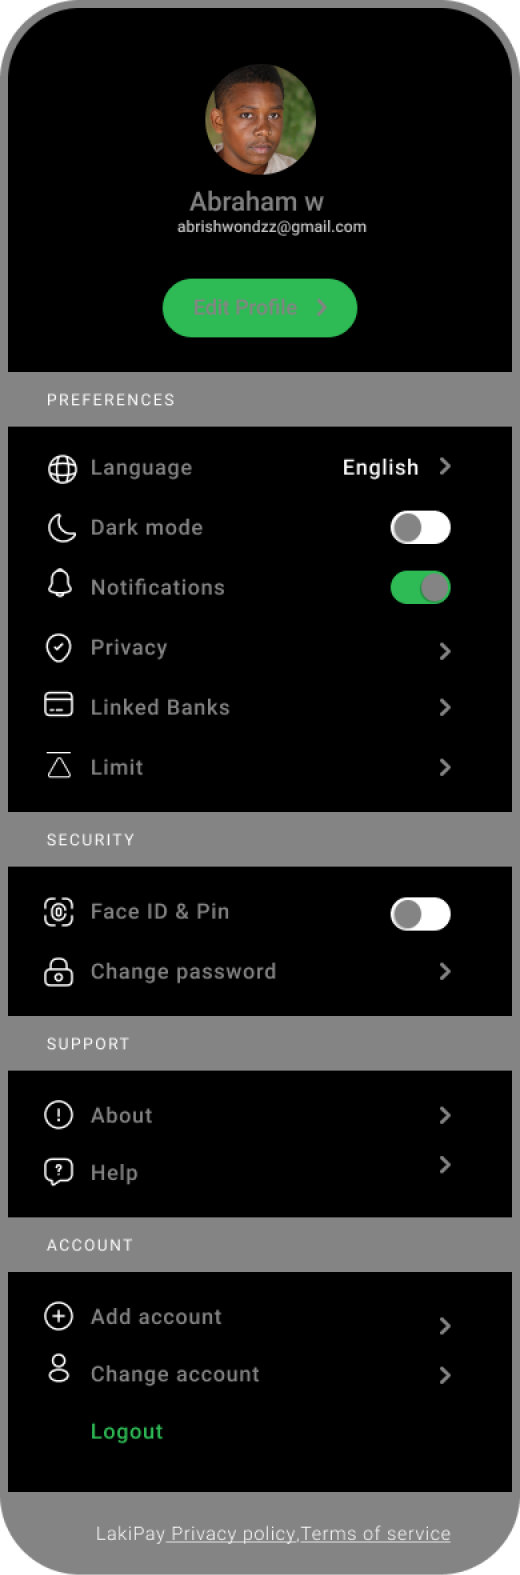 Abraham w
abrishwondzz@gmail.com
Edit Profile
PREFERENCES
Language English
Dark mode
Notifications
Privacy
Linked Banks
Limit
SECURITY
Face ID & Pin
Change password
SUPPORT
About
Help
ACCOUNT
Add account
Change account
Logout
LakiPay Privacy policy,Terms of service